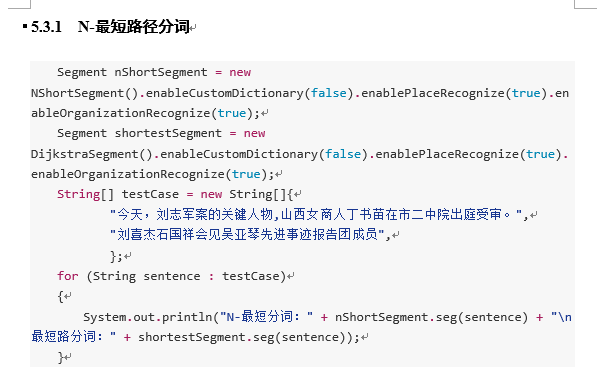 5.3.1 N-最短路径分词
Segment nShortSegment = new
NShortSegment().enableCustomDictionary(false).enablePlaceRecognize(true).en
ableOrganizationRecognize(true);
Segment shortestSegment = new
DijkstraSegment().enableCustomDictionary(false).enablePlaceRecognize(true).
enableOrganizationRecognize(true);
String[] testCase = new String[]{
"今天，刘志军案的关键人物,山西女商人丁书苗在市二中院出庭受审。",
"刘喜杰石国祥会见吴亚琴先进事迹报告团成员",
};
for (String sentence : testCase)
{
System.out.println("N-最短分词：" + nShortSegment.seg(sentence) + "\n
最短路分词：" + shortestSegment.seg(sentence));
}